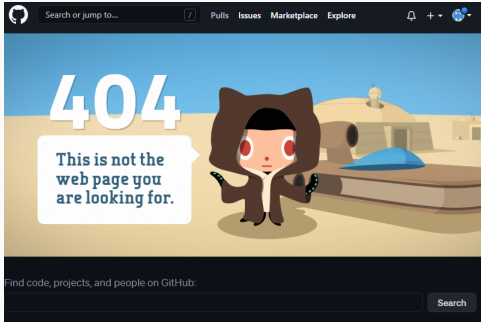 Search or jump to...
/
Pulls
Issues
Marketplace
Explore
404
This is not the
web page you
are looking for.
Find code, projects, and people on GitHub:
Search